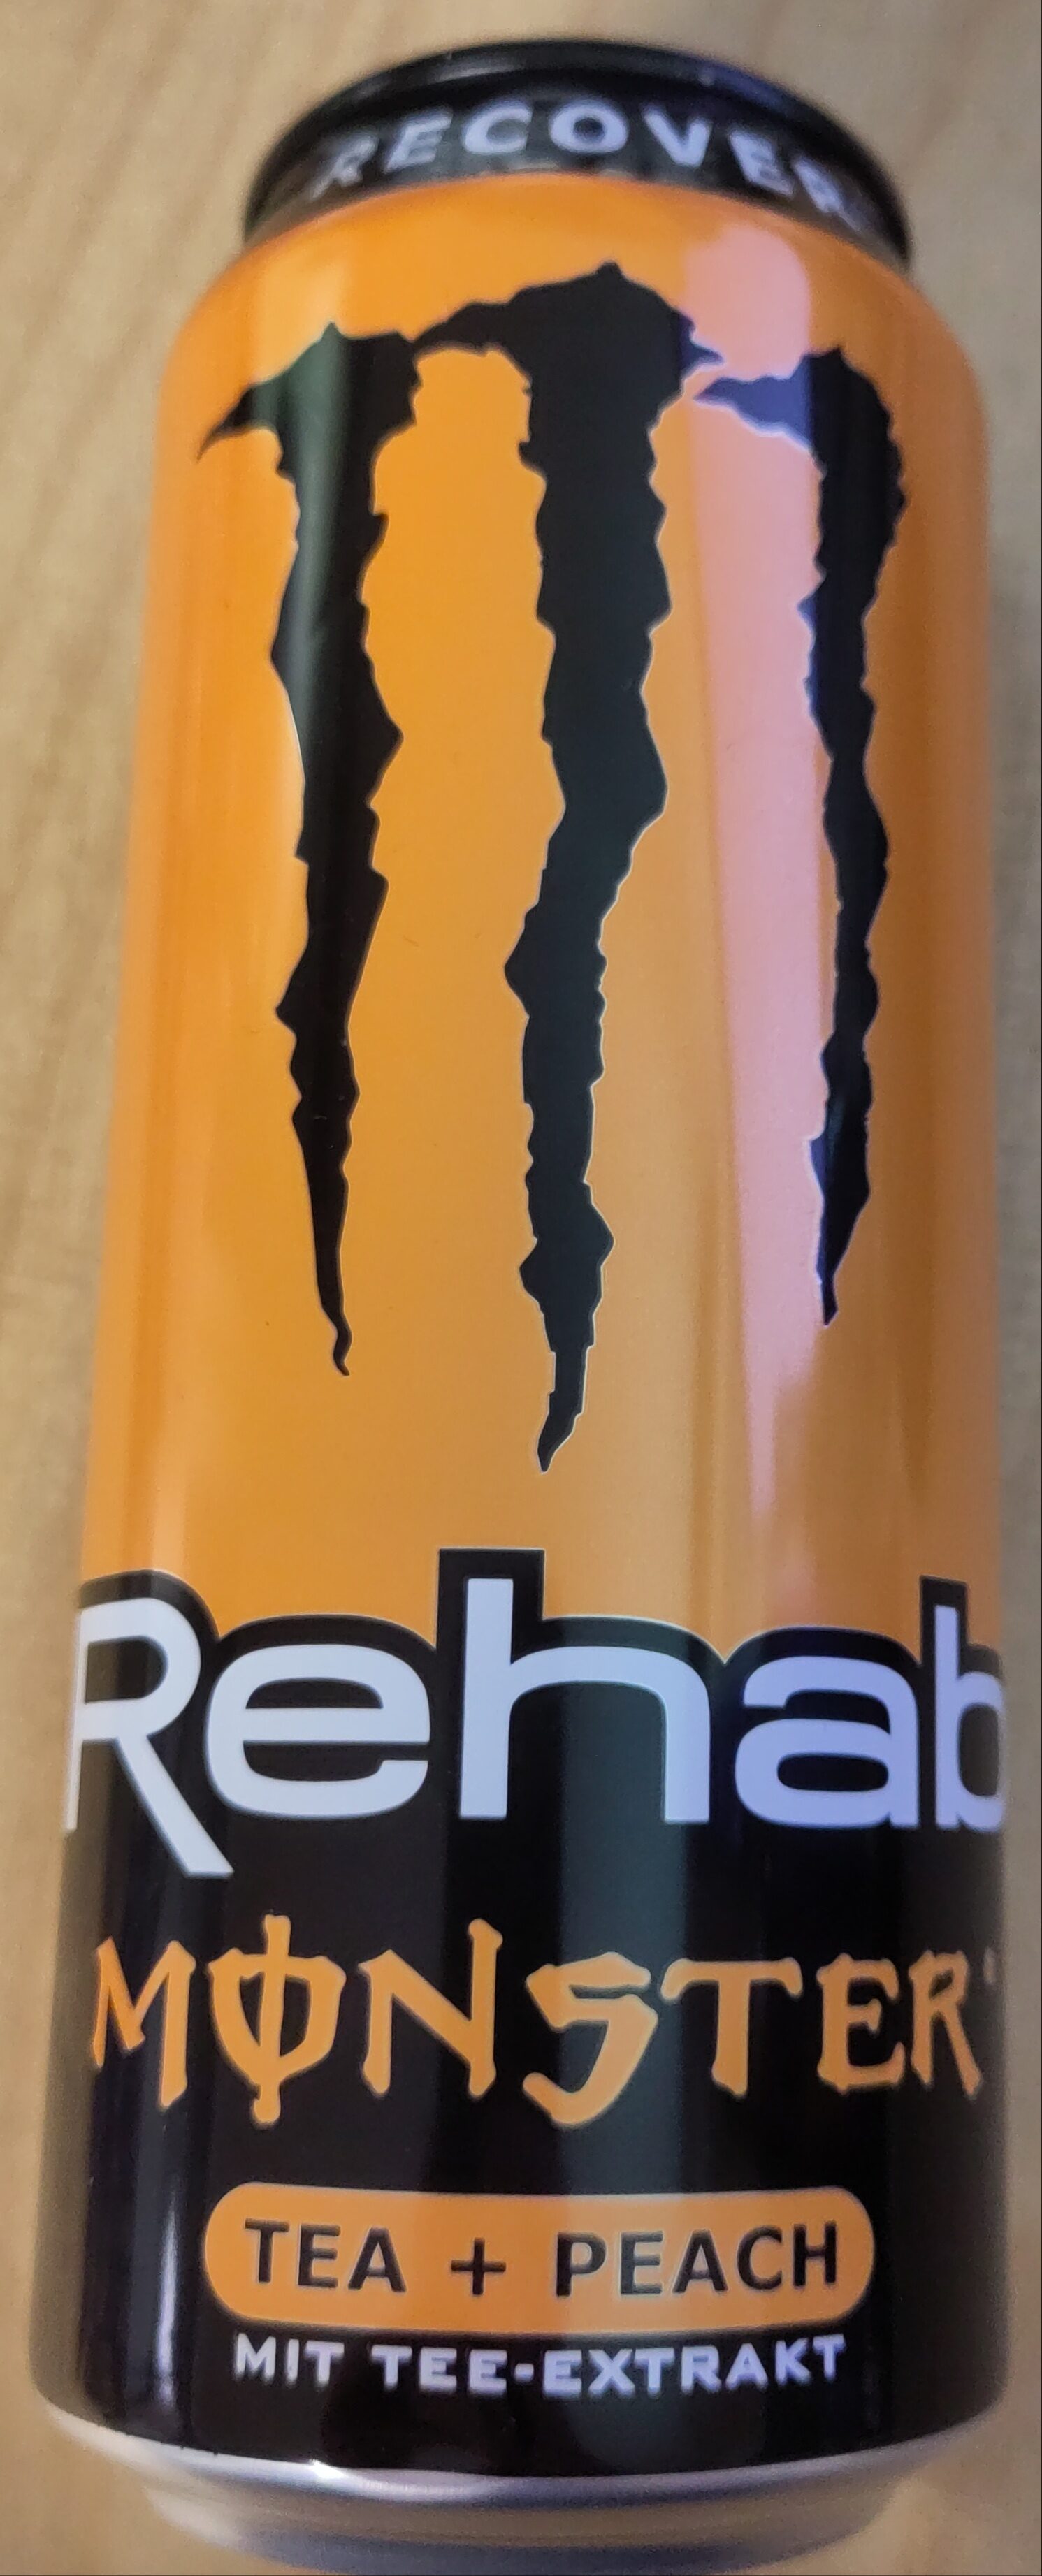 RECOVER
Rehab
MONSTER
TEA + PEACH
MIT TEE-EXTRAKT